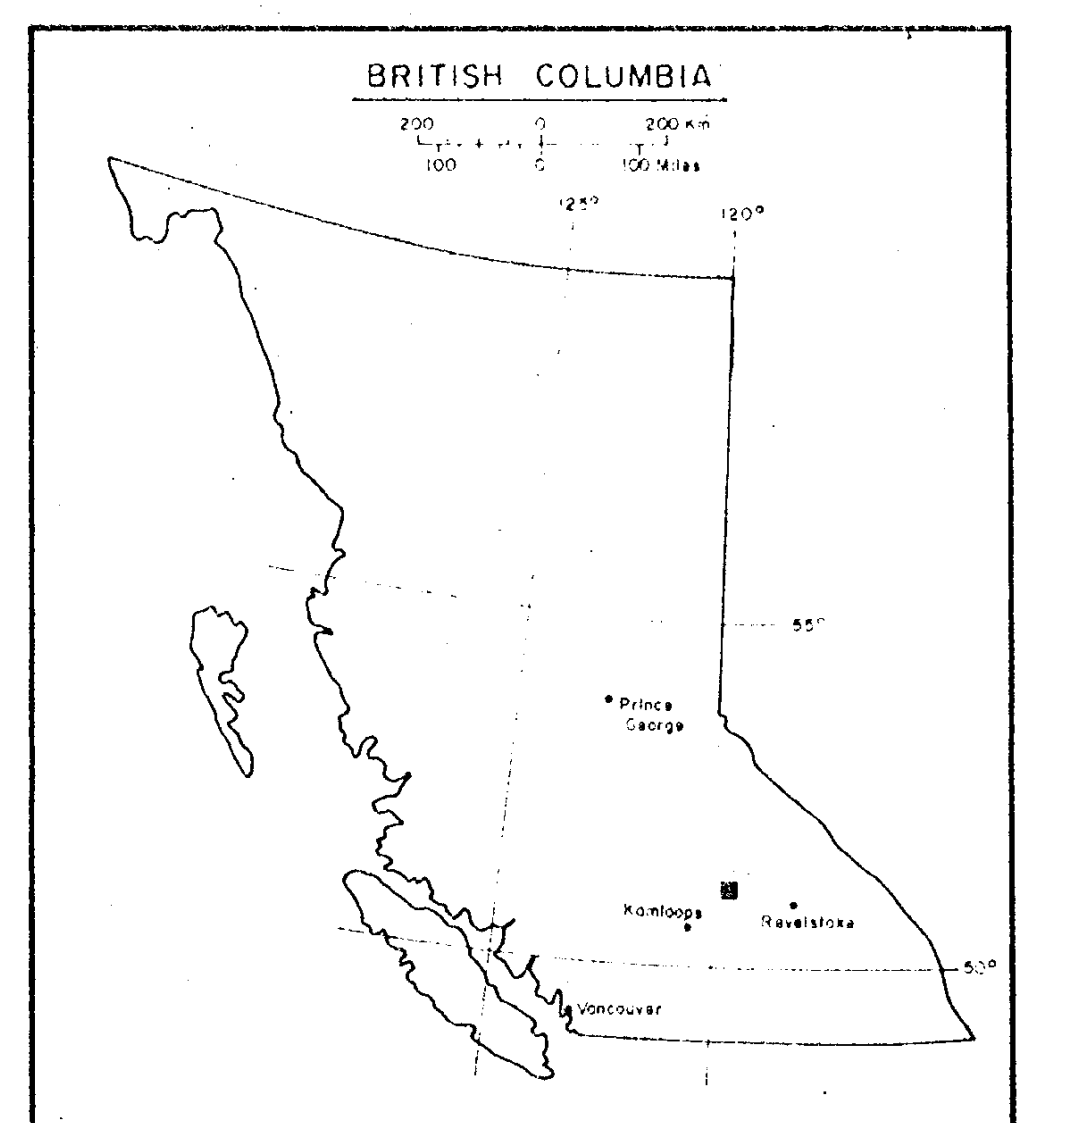 BRITISH COLUMBIA
200 0 200 Km
100 0 100 Miles
125°
120°
55°
Prince
George
Kamloops
Revelstoke
50°
Vancouver